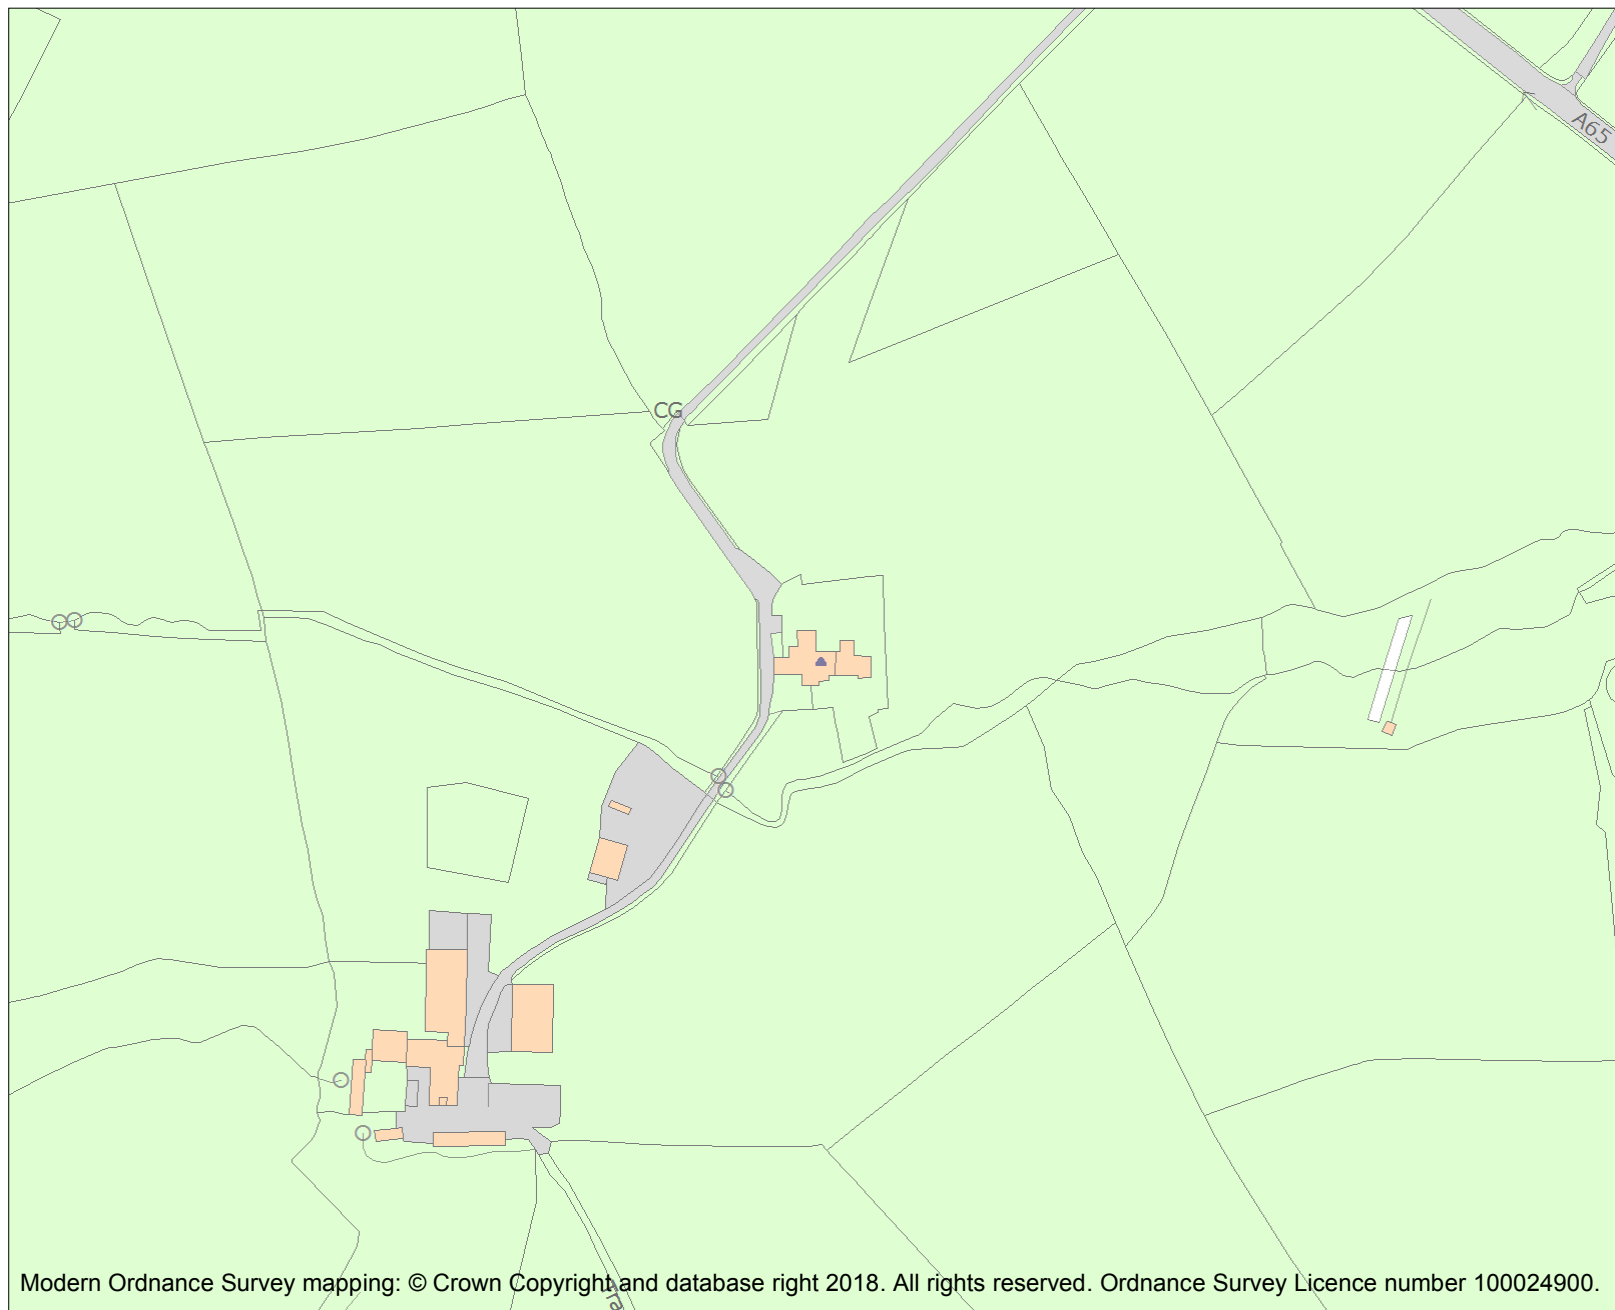 A65
CG
Modern Ordnance Survey mapping: © Crown Copyright and database right 2018. All rights reserved. Ordnance Survey Licence number 100024900.